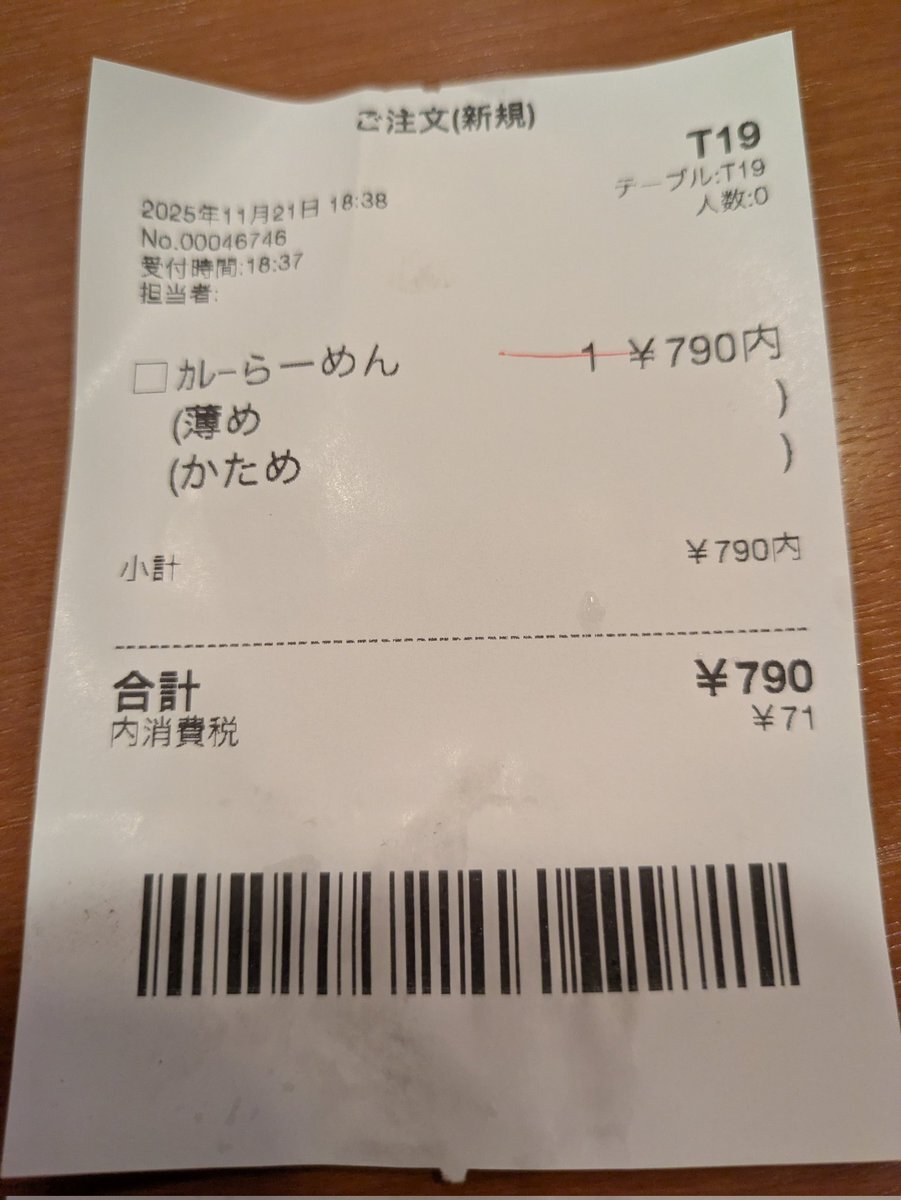 ご注文(新規)
T19
テーブル:T19
人数:0
2025年11月21日 18:38
No.00046746
受付時間:18:37
担当者:
□ｶﾚｰらーめん 1 ￥790内
(薄め )
(かため )
小計 ￥790内
合計 ￥790
内消費税 ￥71